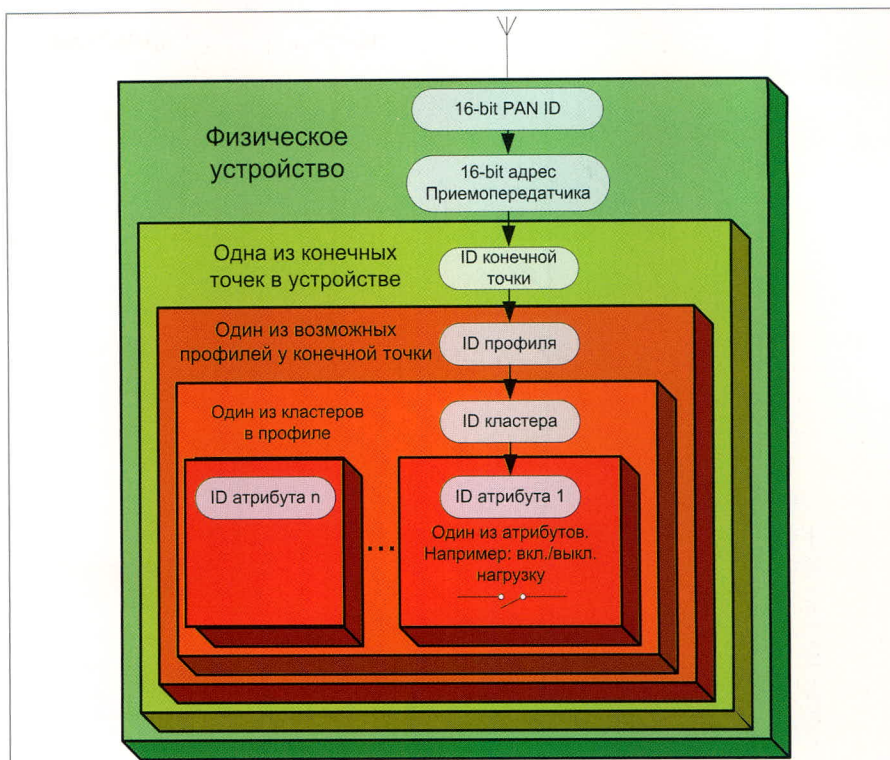 16-bit PAN ID
Физическое
устройство
16-bit адрес
Приемопередатчика
Одна из конечных
точек в устройстве
ID конечной
точки
Один из возможных
профилей у конечной точки
ID профиля
Один из кластеров
в профиле
ID кластера
ID атрибута n
...
ID атрибута 1
Один из атрибутов.
Например: вкл./выкл.
нагрузку